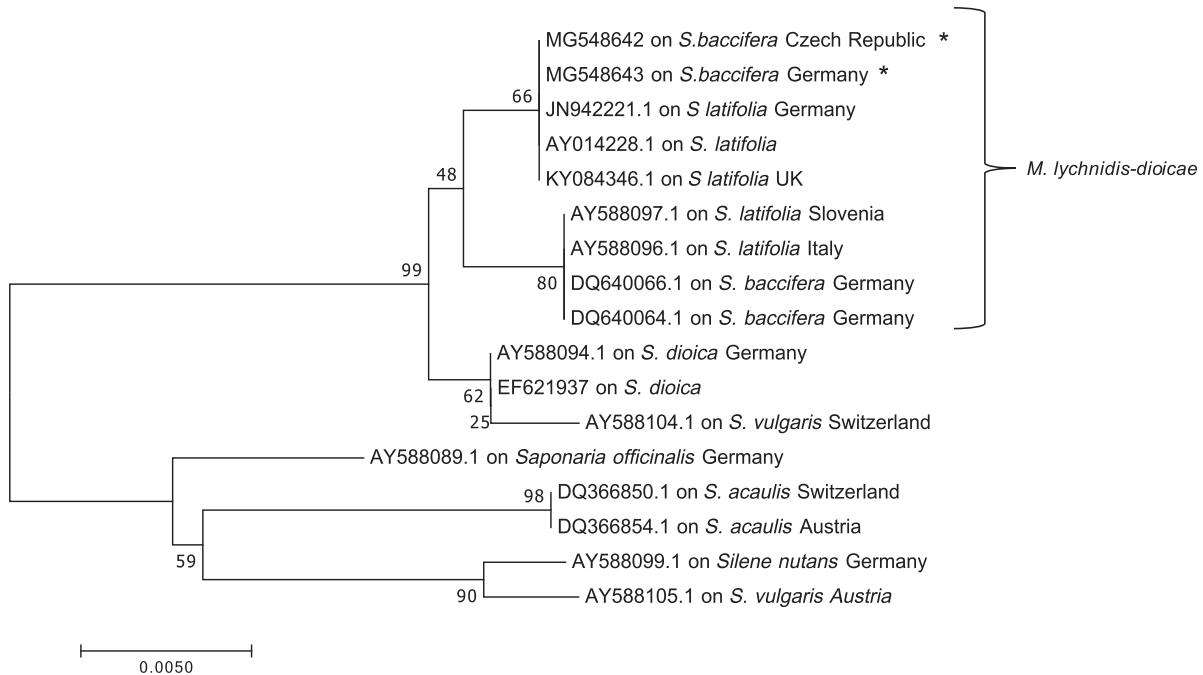 MG548642 on S.baccifera Czech Republic *
MG548643 on S.baccifera Germany *
66
JN942221.1 on S latifolia Germany
AY014228.1 on S. latifolia
48
M. lychnidis-dioicae
KY084346.1 on S latifolia UK
AY588097.1 on S. latifolia Slovenia
AY588096.1 on S. latifolia Italy
99
80
DQ640066.1 on S. baccifera Germany
DQ640064.1 on S. baccifera Germany
AY588094.1 on S. dioica Germany
EF621937 on S. dioica
62
25
AY588104.1 on S. vulgaris Switzerland
AY588089.1 on Saponaria officinalis Germany
98
DQ366850.1 on S. acaulis Switzerland
DQ366854.1 on S. acaulis Austria
59
AY588099.1 on Silene nutans Germany
90
AY588105.1 on S. vulgaris Austria
0.0050